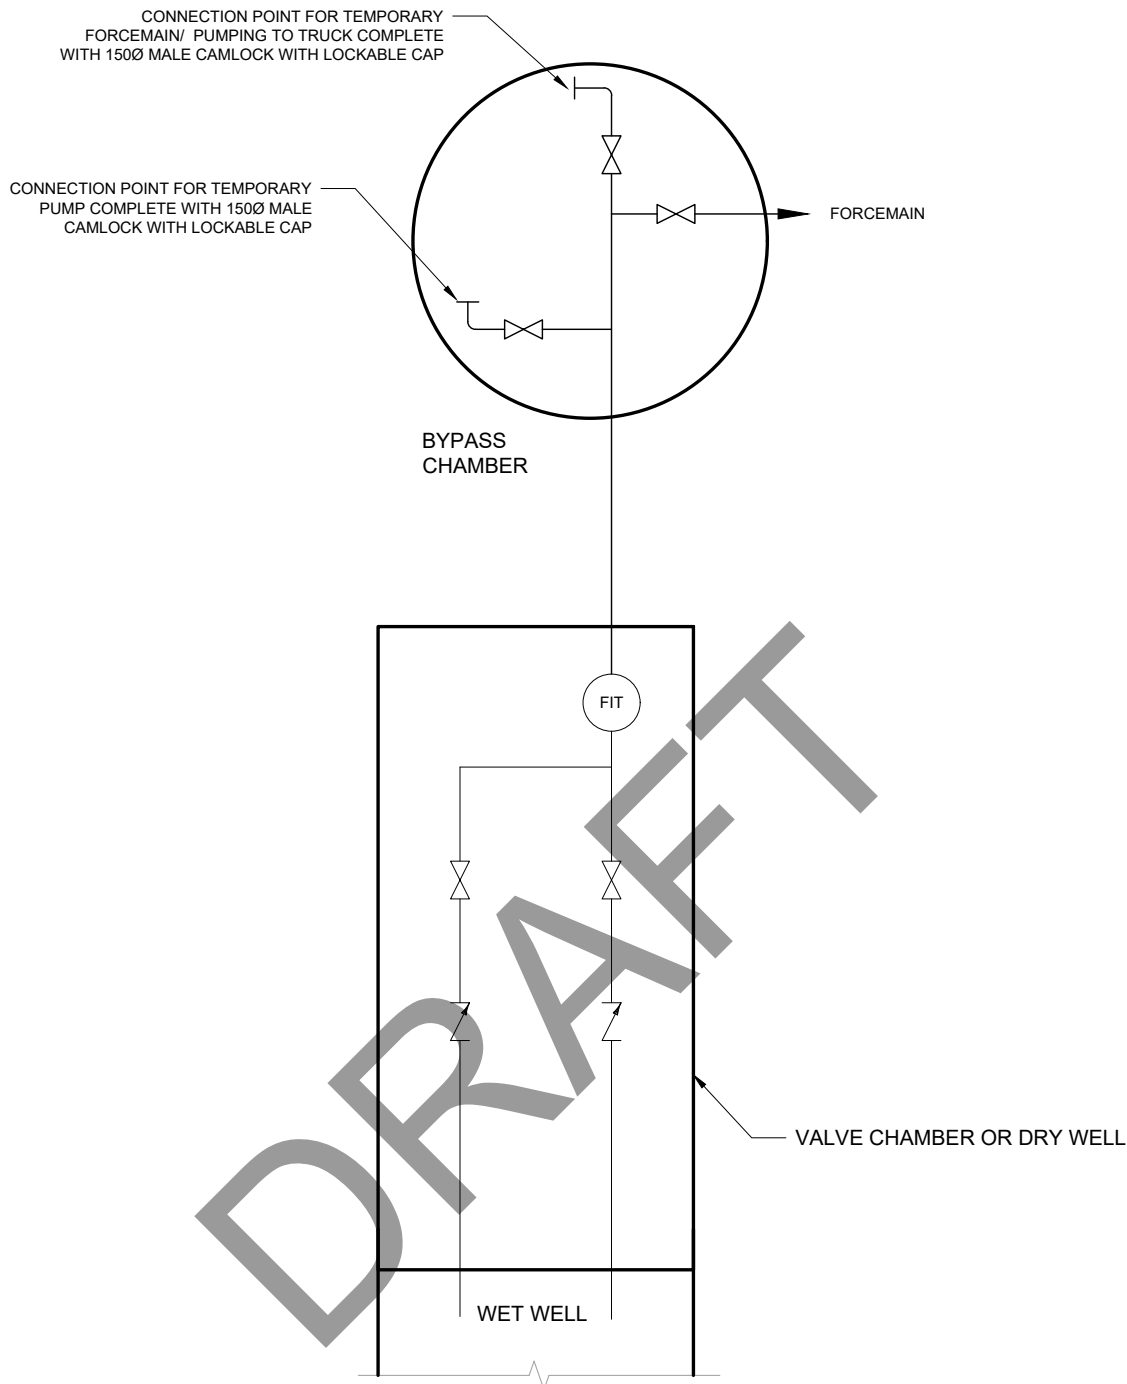 CONNECTION POINT FOR TEMPORARY
FORCEMAIN/ PUMPING TO TRUCK COMPLETE
WITH 150Ø MALE CAMLOCK WITH LOCKABLE CAP
CONNECTION POINT FOR TEMPORARY
PUMP COMPLETE WITH 150Ø MALE
CAMLOCK WITH LOCKABLE CAP
FORCEMAIN
BYPASS
CHAMBER
FIT
DRAFT
VALVE CHAMBER OR DRY WELL
WET WELL